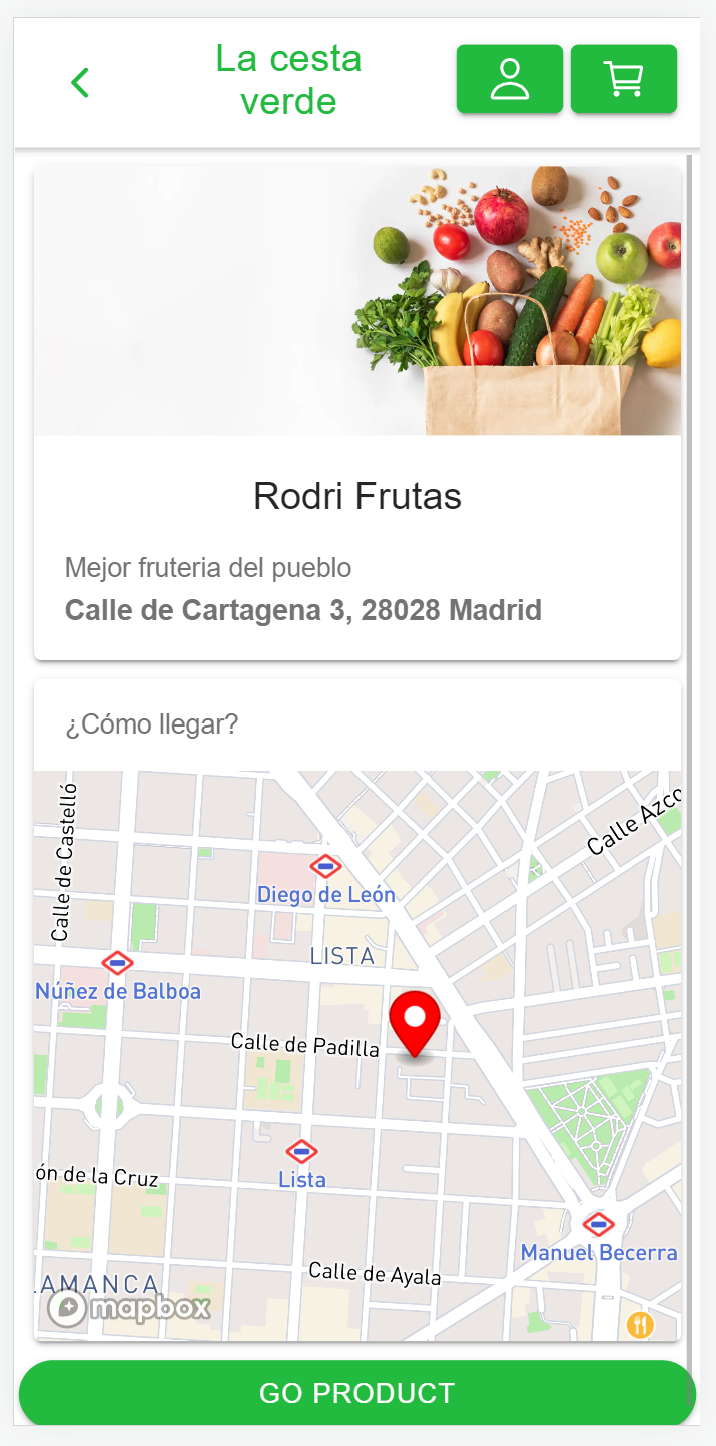 La cesta
verde
Rodri Frutas
Mejor fruteria del pueblo
Calle de Cartagena 3, 28028 Madrid
¿Cómo llegar?
Calle de Castelló
Calle Azco
Diego de León
LISTA
Núñez de Balboa
Calle de Padilla
Lista
ón de la Cruz
Manuel Becerra
Calle de Ayala
LAMANCA
mapbox
GO PRODUCT